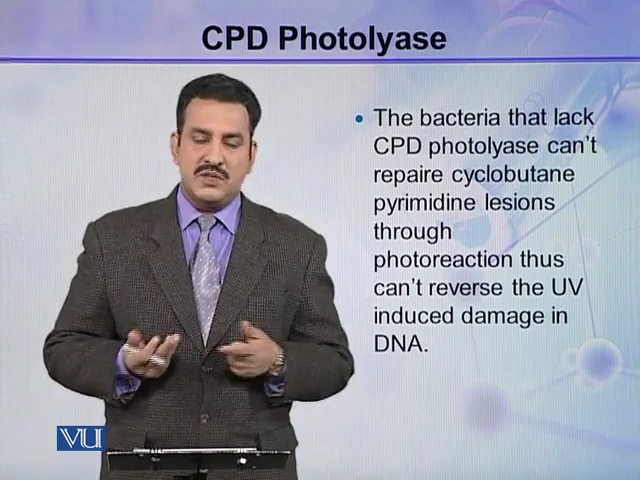 CPD Photolyase
• The bacteria that lack
CPD photolyase can't
repaire cyclobutane
pyrimidine lesions
through
photoreaction thus
can't reverse the UV
induced damage in
DNA.
VU